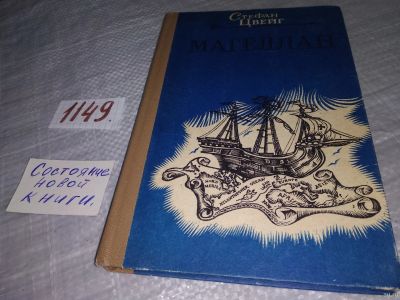 СТЕФАН
ЦВЕЙГ
МАГЕЛЛАН
1149.
Состояние
новой
книги.